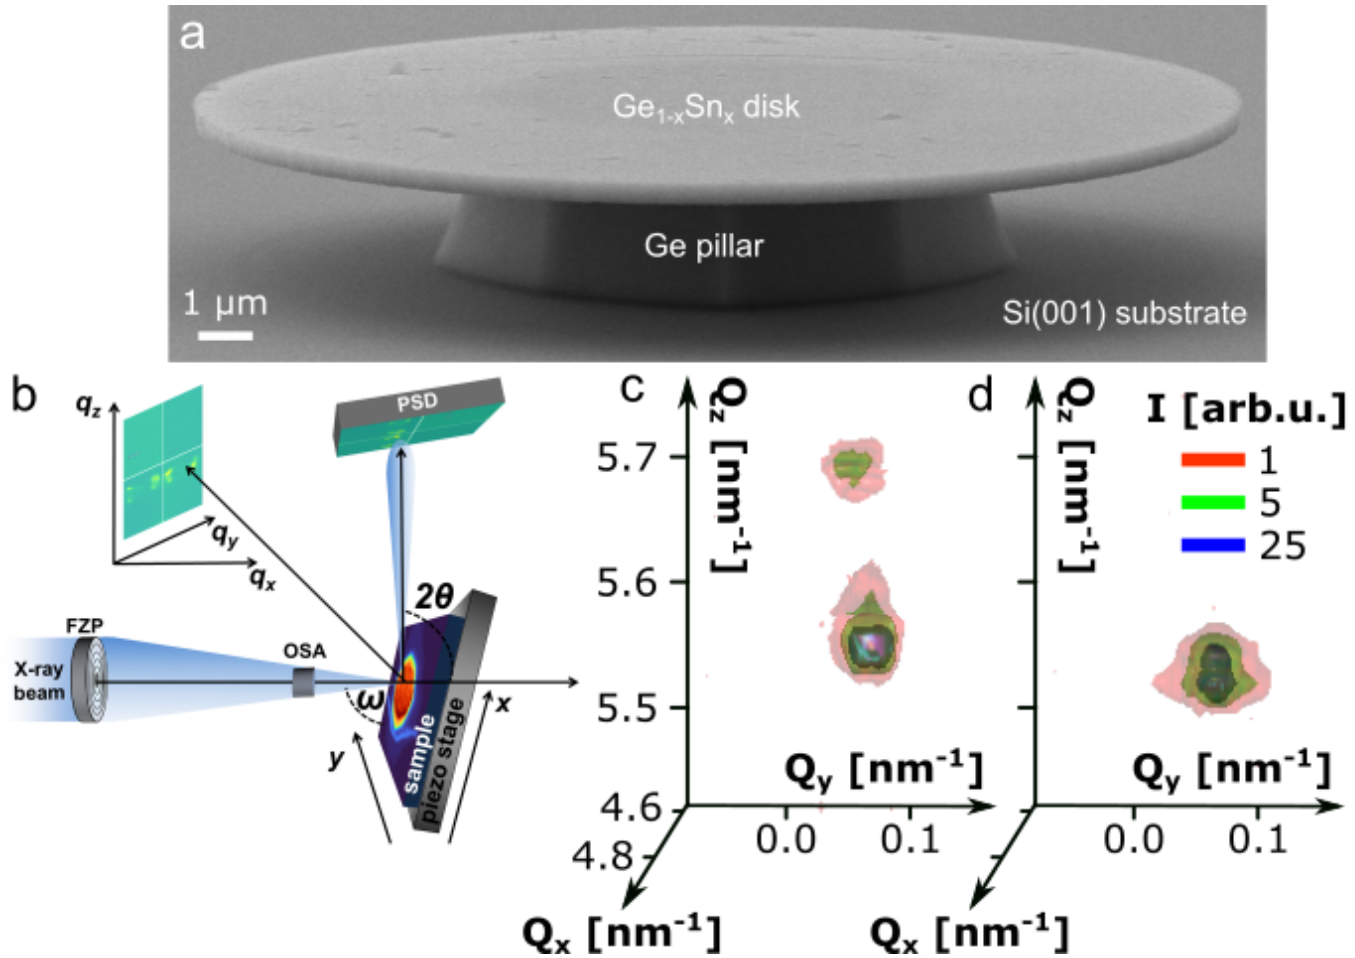 a
Ge1-xSnx disk
Ge pillar
1 µm
Si(001) substrate
b
qz
qy
qx
PSD
2θ
FZP
OSA
X-ray
beam
ω
x
y
sample
piezo stage
c
Qz [nm-1]
5.7
5.6
5.5
4.6
4.8
Qy [nm-1]
0.0
0.1
Qx [nm-1]
d
Qz [nm-1]
I [arb.u.]
1
5
25
Qy [nm-1]
0.0
0.1
Qx [nm-1]